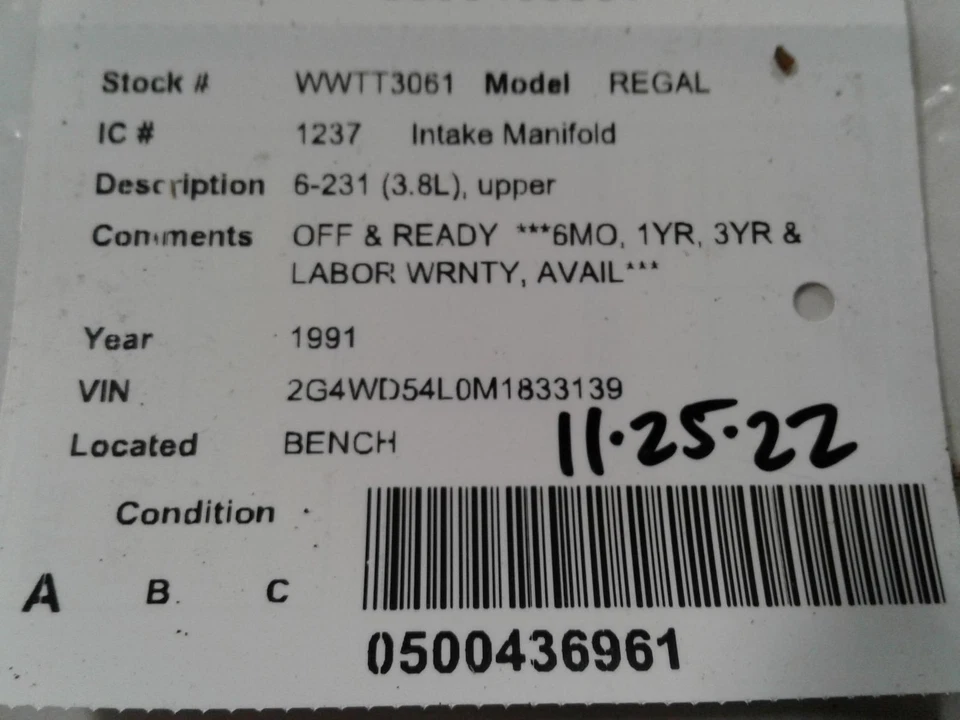 Stock # WWTT3061 Model REGAL
IC # 1237 Intake Manifold
Description 6-231 (3.8L), upper
Comments OFF & READY ***6MO, 1YR, 3YR &
LABOR WRNTY, AVAIL***
Year 1991
VIN 2G4WD54L0M1833139
Located BENCH
11·25·22
Condition
A B C
0500436961